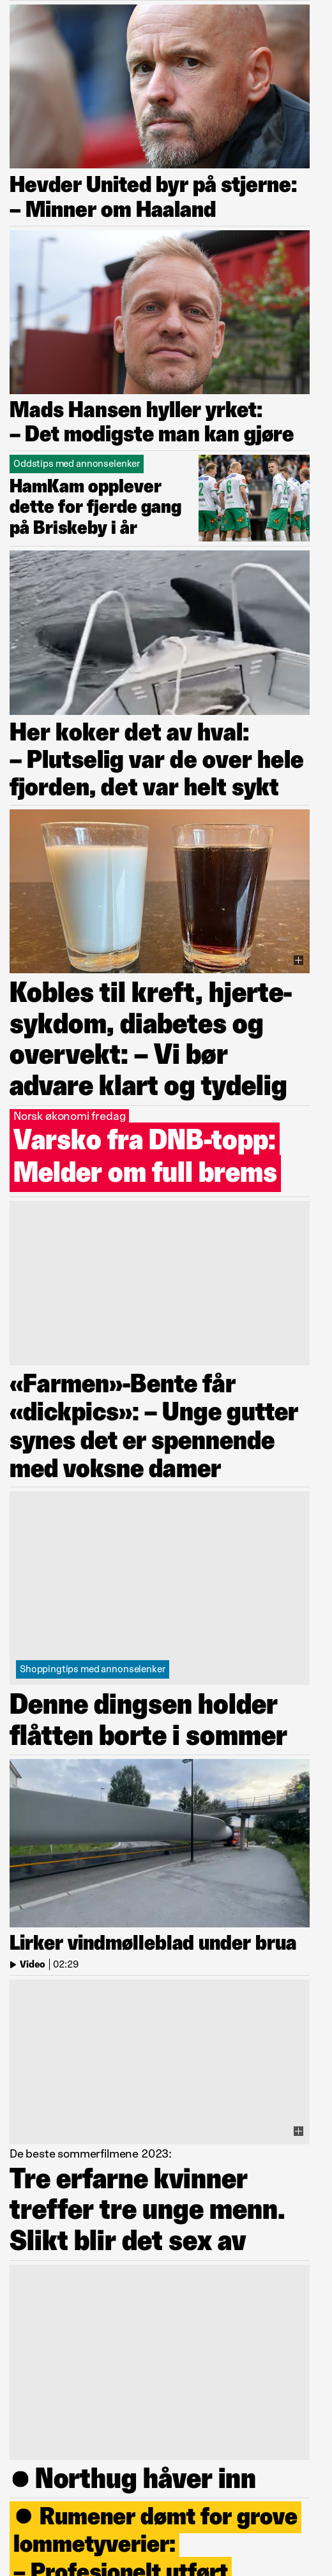 Hevder United byr på stjerne:
– Minner om Haaland
Mads Hansen hyller yrket:
– Det modigste man kan gjøre
Oddstips med annonselenker
HamKam opplever
dette for fjerde gang
på Briskeby i år
Her koker det av hval:
– Plutselig var de over hele
fjorden, det var helt sykt
Kobles til kreft, hjerte-
sykdom, diabetes og
overvekt: – Vi bør
advare klart og tydelig
Norsk økonomi fredag
Varsko fra DNB-topp:
Melder om full brems
«Farmen»-Bente får
«dickpics»: – Unge gutter
synes det er spennende
med voksne damer
Shoppingtips med annonselenker
Denne dingsen holder
flåtten borte i sommer
Lirker vindmølleblad under brua
Video | 02:29
De beste sommerfilmene 2023:
Tre erfarne kvinner
treffer tre unge menn.
Slikt blir det sex av
● Northug håver inn
● Rumener dømt for grove
lommetyverier:
– Profesjonelt utført